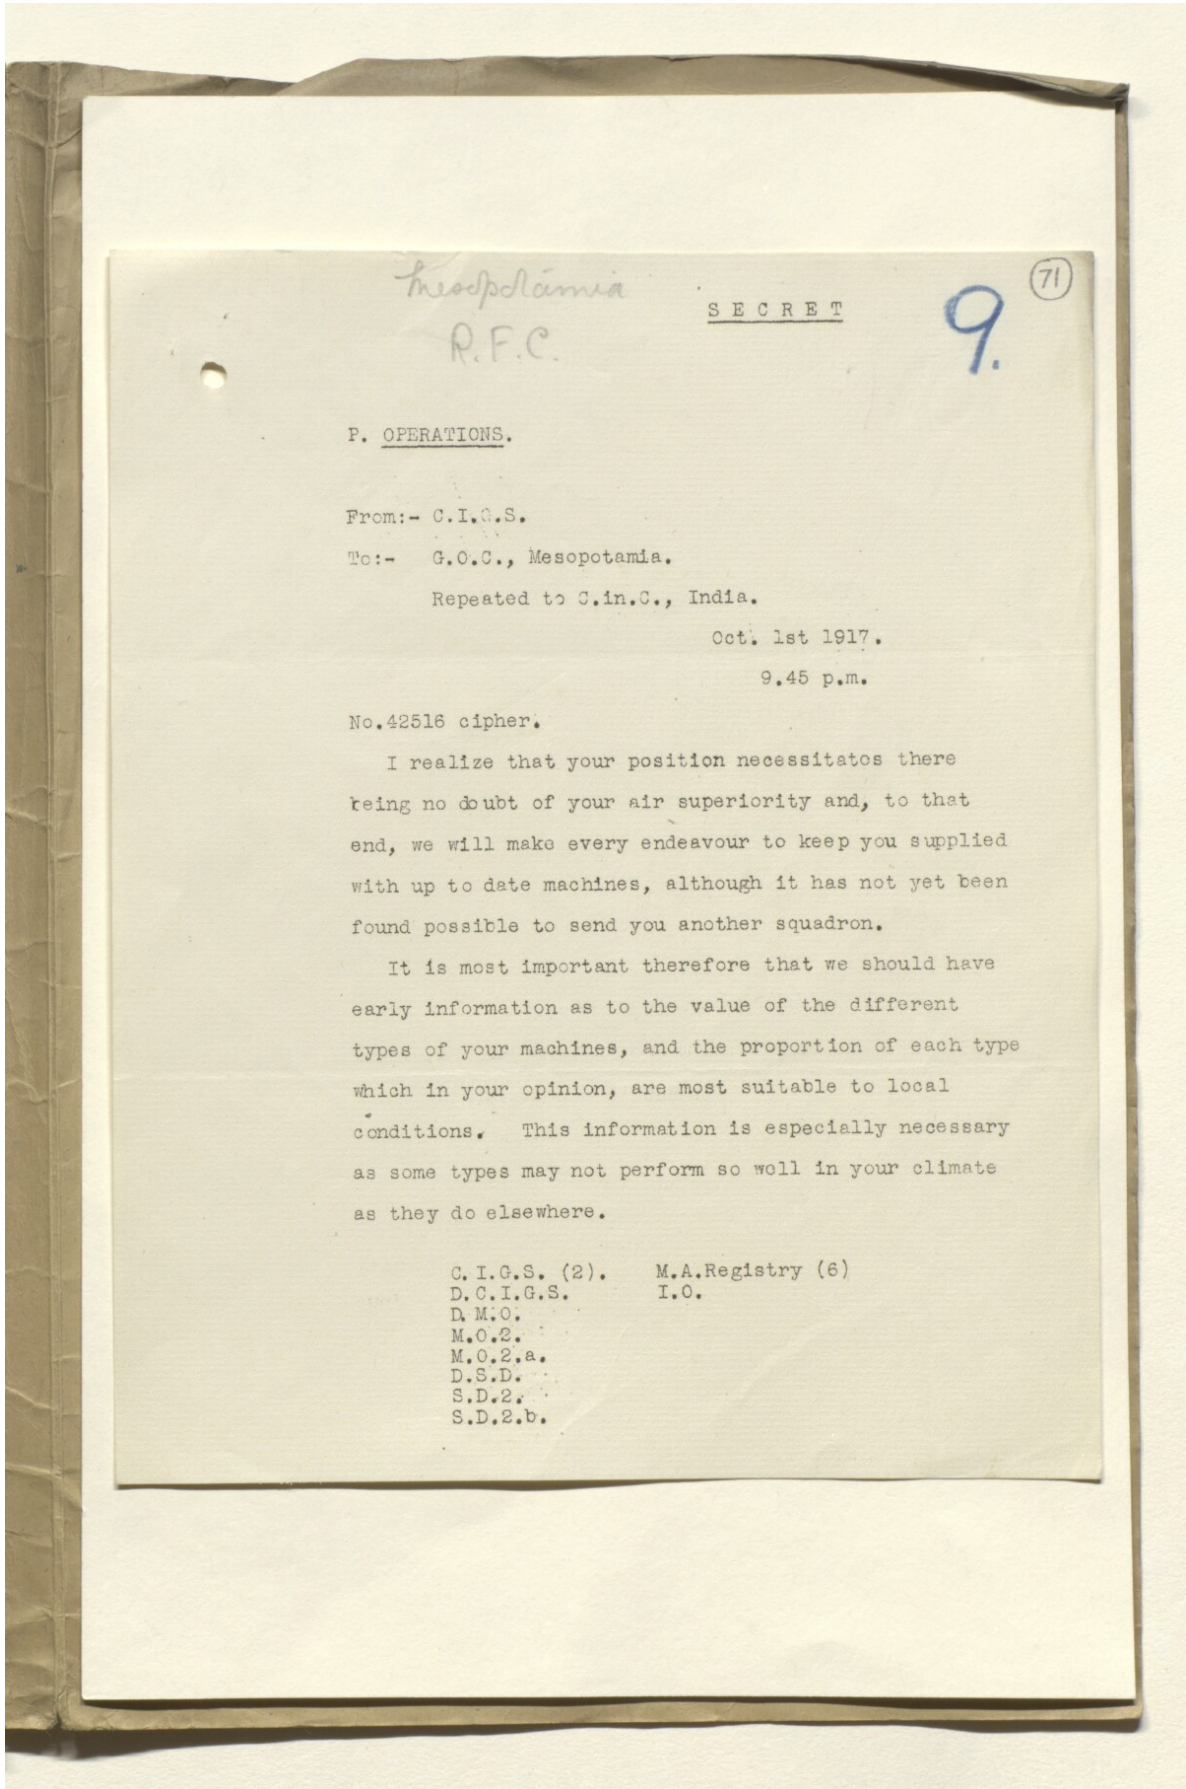 Mesopotamia
71
SECRET
9.
R.F.C.
P. OPERATIONS.
From:- C.I.G.S.
To:- G.O.C., Mesopotamia.
Repeated to C.in.C., India.
Oct. 1st 1917.
9.45 p.m.
No.42516 cipher.
I realize that your position necessitates there
being no doubt of your air superiority and, to that
end, we will make every endeavour to keep you supplied
with up to date machines, although it has not yet been
found possible to send you another squadron.
It is most important therefore that we should have
early information as to the value of the different
types of your machines, and the proportion of each type
which in your opinion, are most suitable to local
conditions. This information is especially necessary
as some types may not perform so well in your climate
as they do elsewhere.
C.I.G.S. (2). M.A.Registry (6)
D.C.I.G.S. I.O.
D.M.O.
M.O.2.
M.O.2.a.
D.S.D.
S.D.2.
S.D.2.b.